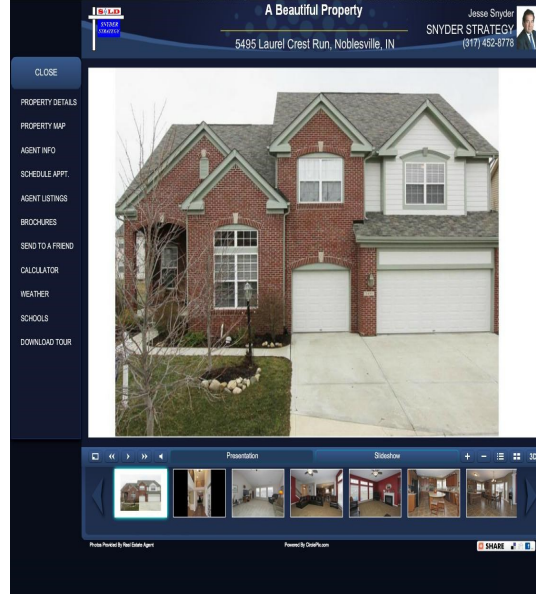 SOLD
SNYDER
STRATEGY
A Beautiful Property
5495 Laurel Crest Run, Noblesville, IN
Jesse Snyder
SNYDER STRATEGY
(317) 452-8778
CLOSE
PROPERTY DETAILS
PROPERTY MAP
AGENT INFO
SCHEDULE APPT.
AGENT LISTINGS
BROCHURES
SEND TO A FRIEND
CALCULATOR
WEATHER
SCHOOLS
DOWNLOAD TOUR
Presentation
Slideshow
3D
Photos Provided By Real Estate Agent
Powered By CirclePix.com
SHARE